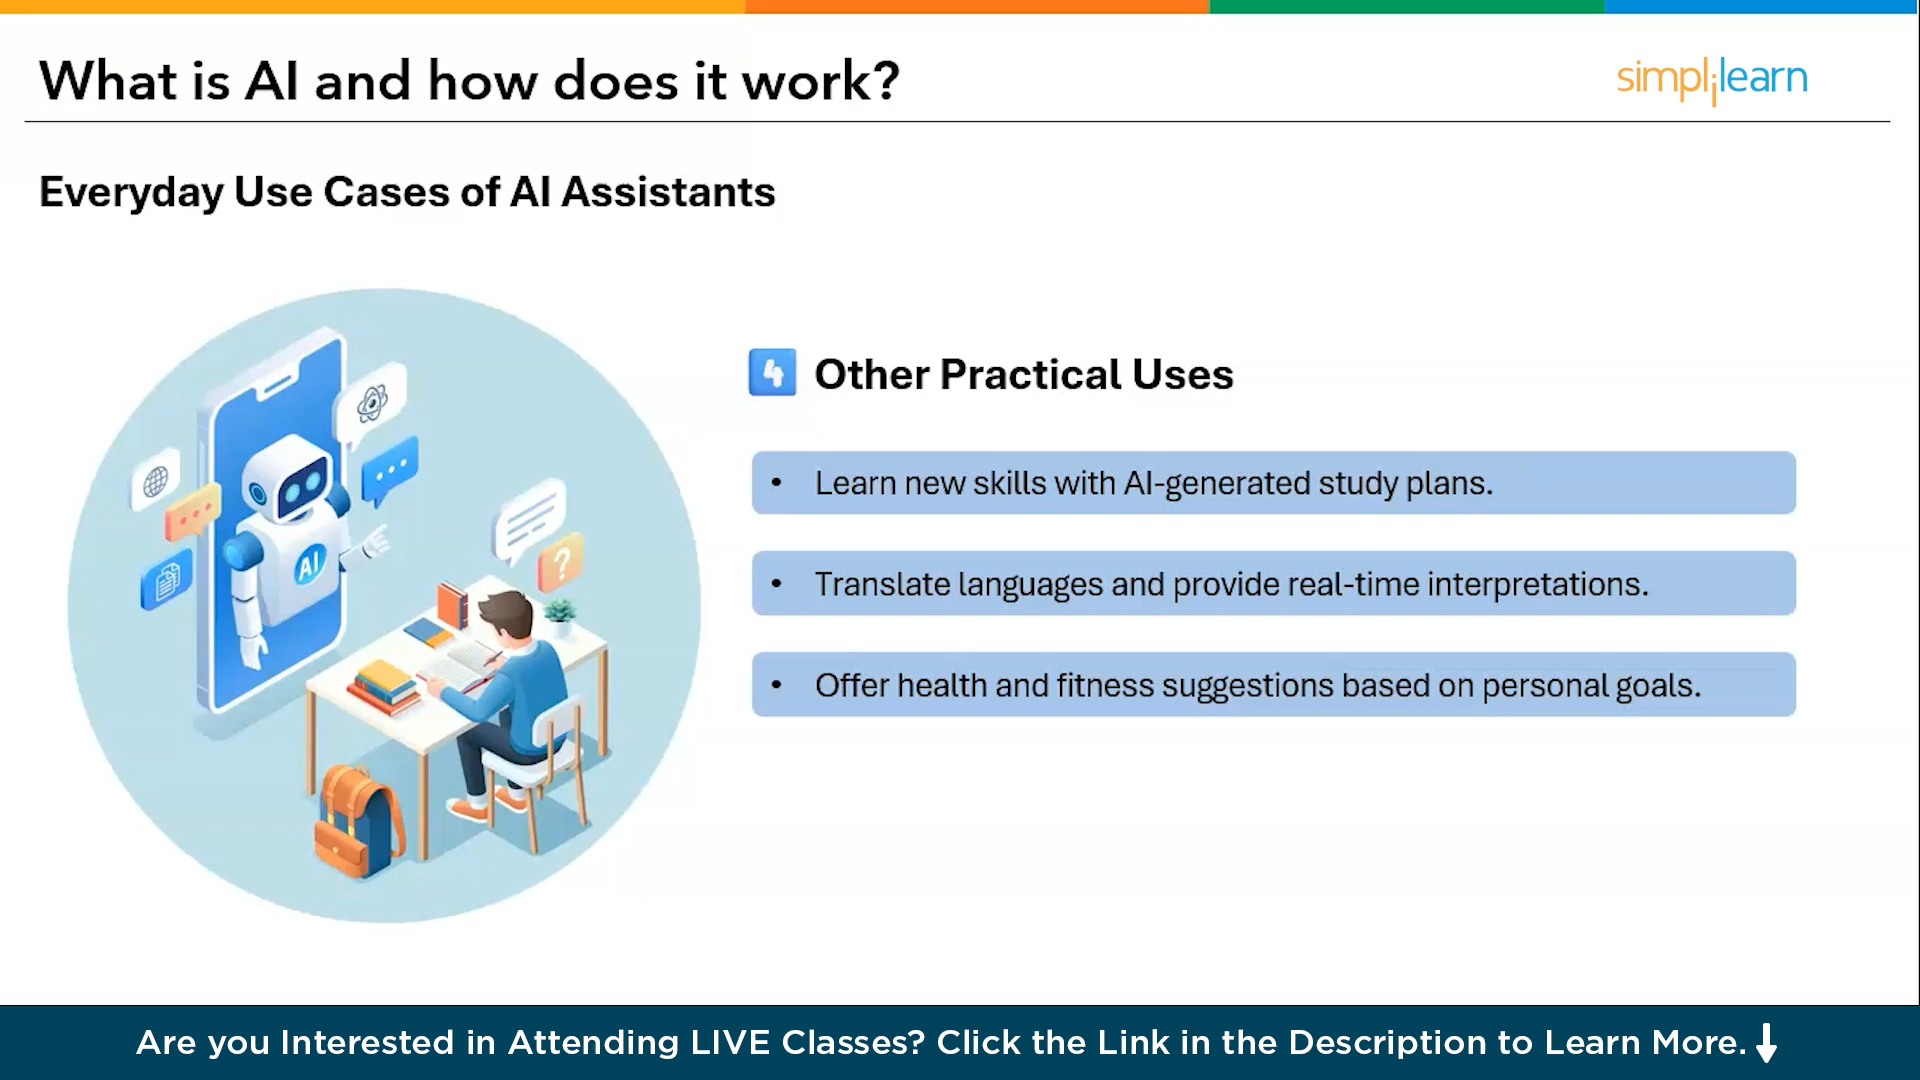 What is AI and how does it work?
simplilearn
Everyday Use Cases of AI Assistants
AI
?
4 Other Practical Uses
• Learn new skills with AI-generated study plans.
• Translate languages and provide real-time interpretations.
• Offer health and fitness suggestions based on personal goals.
Are you Interested in Attending LIVE Classes? Click the Link in the Description to Learn More.